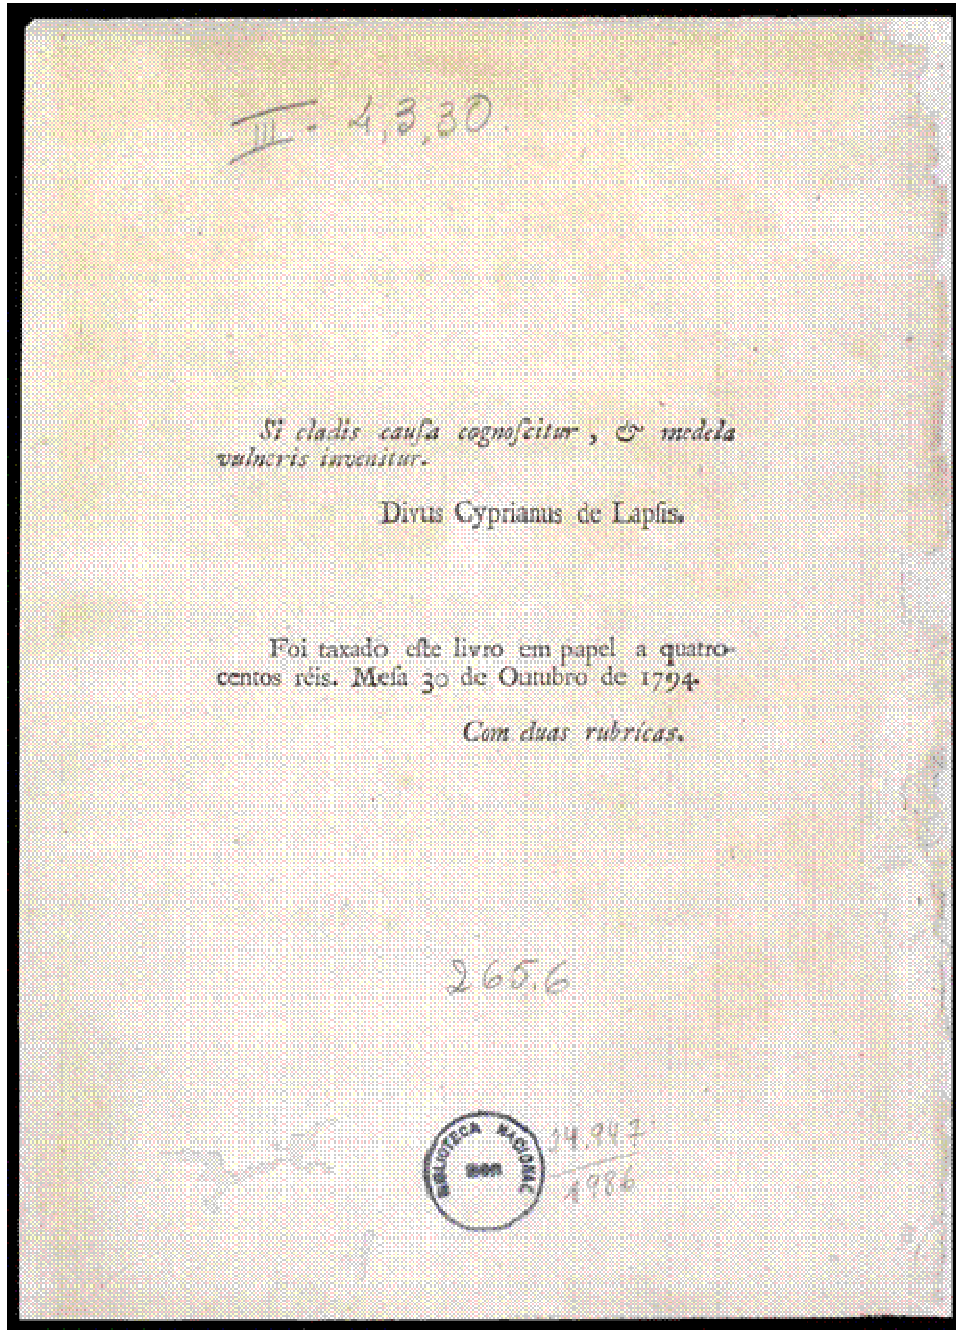 III - 4,3,30.
Si cladis cauſa cognoſcitur , & medela
vulneris invenitur.
Divus Cyprianus de Lapſis.
Foi taxado eſte livro em papel a quatro-
centos réis. Meſa 30 de Outubro de 1794.
Com duas rubricas.
265.6
BIBLIOTECA NACIONAL
14.947
1986